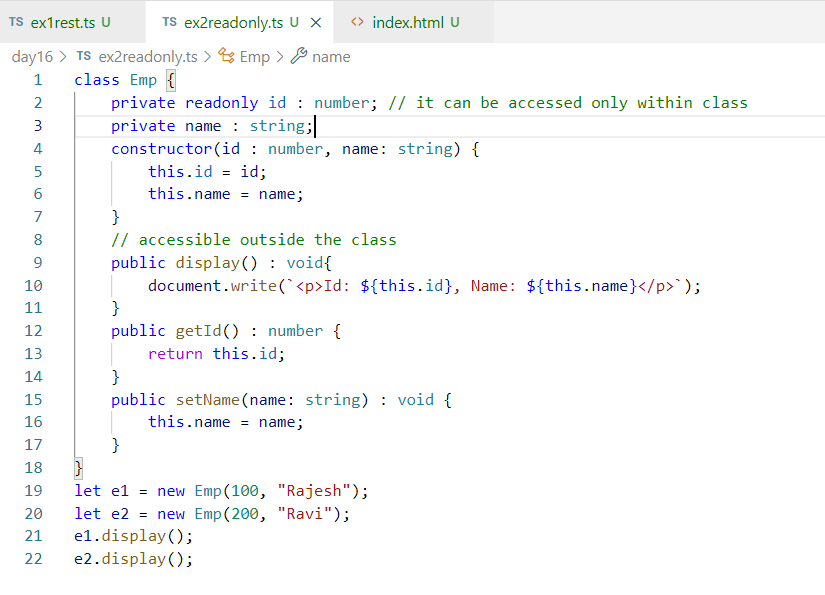 TS ex1rest.ts U TS ex2readonly.ts U × <> index.html U
day16 > TS ex2readonly.ts > Emp > name
1 class Emp {
2 private readonly id : number; // it can be accessed only within class
3 private name : string;
4 constructor(id : number, name: string) {
5 this.id = id;
6 this.name = name;
7 }
8 // accessible outside the class
9 public display() : void{
10 document.write(`<p>Id: ${this.id}, Name: ${this.name}</p>`);
11 }
12 public getId() : number {
13 return this.id;
14 }
15 public setName(name: string) : void {
16 this.name = name;
17 }
18 }
19 let e1 = new Emp(100, "Rajesh");
20 let e2 = new Emp(200, "Ravi");
21 e1.display();
22 e2.display();